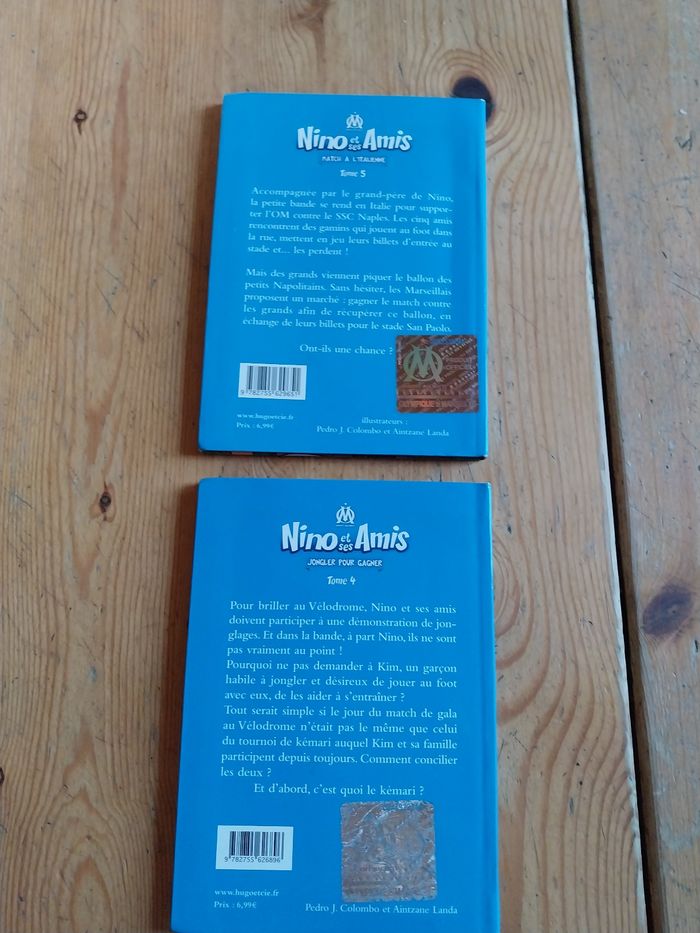 Nino et ses Amis
MATCH À L'ITALIENNE
Tome 5
Accompagnée par le grand-père de Nino,
la petite bande se rend en Italie pour suppor-
ter l'OM contre le SSC Naples. Les cinq amis
rencontrent des gamins qui jouent au foot dans
la rue, mettent en jeu leurs billets d'entrée au
stade et... les perdent !
Mais des grands viennent piquer le ballon des
petits Napolitains. Sans hésiter, les Marseillais
proposent un marché : gagner le match contre
les grands afin de récupérer ce ballon, en
échange de leurs billets pour le stade San Paolo.
Ont-ils une chance ?
PRODUIT
OFFICIEL
9 782755 629651
www.hugoetcie.fr
Prix : 6,99€
illustrateurs :
Pedro J. Colombo et Aintzane Landa
Nino et ses Amis
JONGLER POUR GAGNER
Tome 4
Pour briller au Vélodrome, Nino et ses amis
doivent participer à une démonstration de jon-
glages. Et dans la bande, à part Nino, ils ne sont
pas vraiment au point !
Pourquoi ne pas demander à Kim, un garçon
habile à jongler et désireux de jouer au foot
avec eux, de les aider à s'entraîner ?
Tout serait simple si le jour du match de gala
au Vélodrome n'était pas le même que celui
du tournoi de kémari auquel Kim et sa famille
participent depuis toujours. Comment concilier
les deux ?
Et d'abord, c'est quoi le kémari ?
9 782755 626896
www.hugoetcie.fr
Prix : 6,99€
Pedro J. Colombo et Aintzane Landa